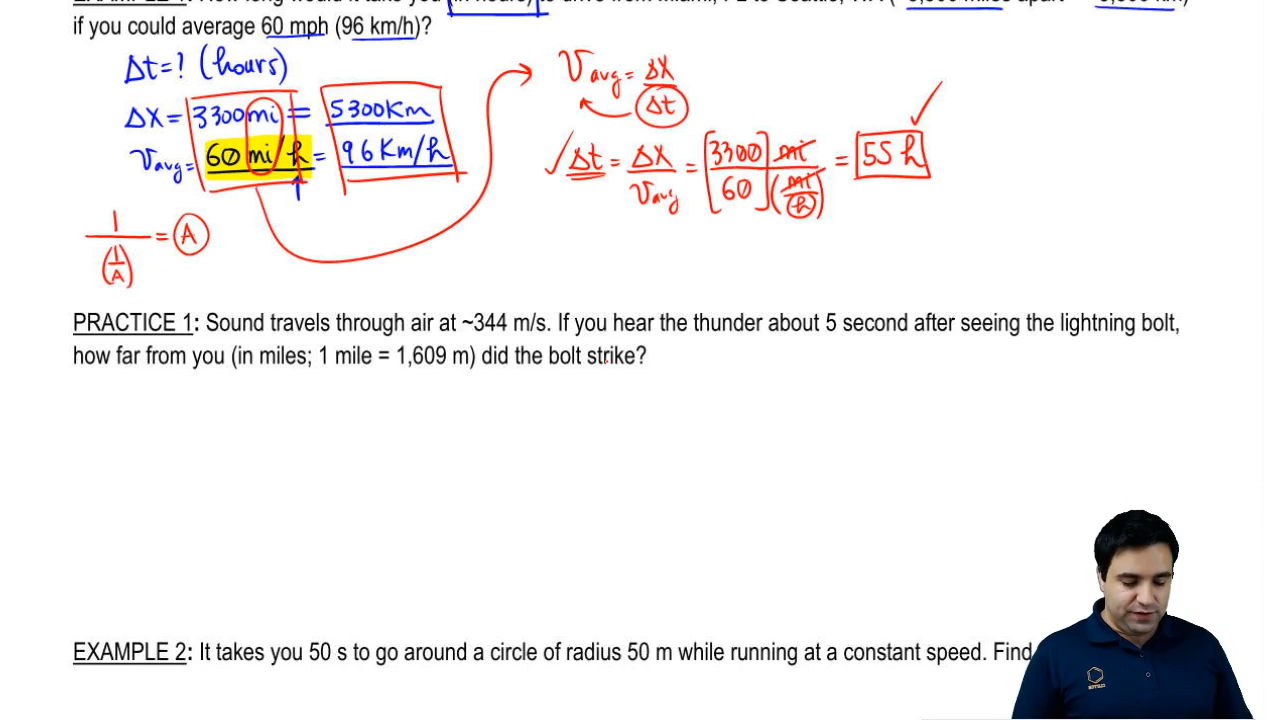 if you could average 60 mph (96 km/h)?
Δt=? (hours)
Δx = 3300mi = 5300Km
Vavg= 60 mi/h = 96 Km/h
1/(1/A) = A
Vavg = Δx/Δt
Δt = Δx/Vavg = [3300/60] mi/(mi/h) = 55 h
PRACTICE 1: Sound travels through air at ~344 m/s. If you hear the thunder about 5 second after seeing the lightning bolt,
how far from you (in miles; 1 mile = 1,609 m) did the bolt strike?
EXAMPLE 2: It takes you 50 s to go around a circle of radius 50 m while running at a constant speed. Find